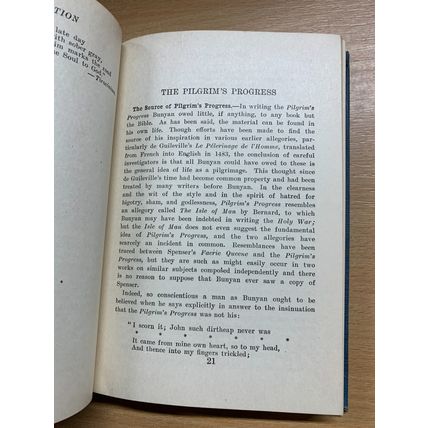 TION
late day
with sober gray,
marks the road
the Soul to God."
THE PILGRIM'S PROGRESS
The Source of Pilgrim's Progress.—In writing the Pilgrim's
Progress Bunyan owed little, if anything, to any book but
the Bible. As has been said, the material can be found in
his own life. Though efforts have been made to find the
source of his inspiration in various earlier allegories, par-
ticularly de Guileville's Le Pélerinage de l'Homme, translated
from French into English in 1483, the conclusion of careful
investigators is that all Bunyan could have owed to these is
the general idea of life as a pilgrimage. This thought since
de Guileville's time had become common property and had been
treated by many writers before Bunyan. In the clearness
and the wit of the style and in the spirit of hatred for
bigotry, sham, and godlessness, Pilgrim's Progress resembles
an allegory called The Isle of Man by Bernard, to which
Bunyan may have been indebted in writing the Holy War;
but the Isle of Man does not even suggest the fundamental
idea of Pilgrim's Progress, and the two allegories have
scarcely an incident in common. Resemblances have been
traced between Spenser's Faerie Queene and the Pilgrim's
Progress, but they are such as might easily occur in two
works on similar subjects composed independently and there
is no reason to suppose that Bunyan ever saw a copy of
Spenser.
Indeed, so conscientious a man as Bunyan ought to be
believed when he says explicitly in answer to the insinuation
that the Pilgrim's Progress was not his:
"I scorn it; John such dirtheap never was
* * * * * * *
It came from mine own heart, so to my head,
And thence into my fingers trickled;
21